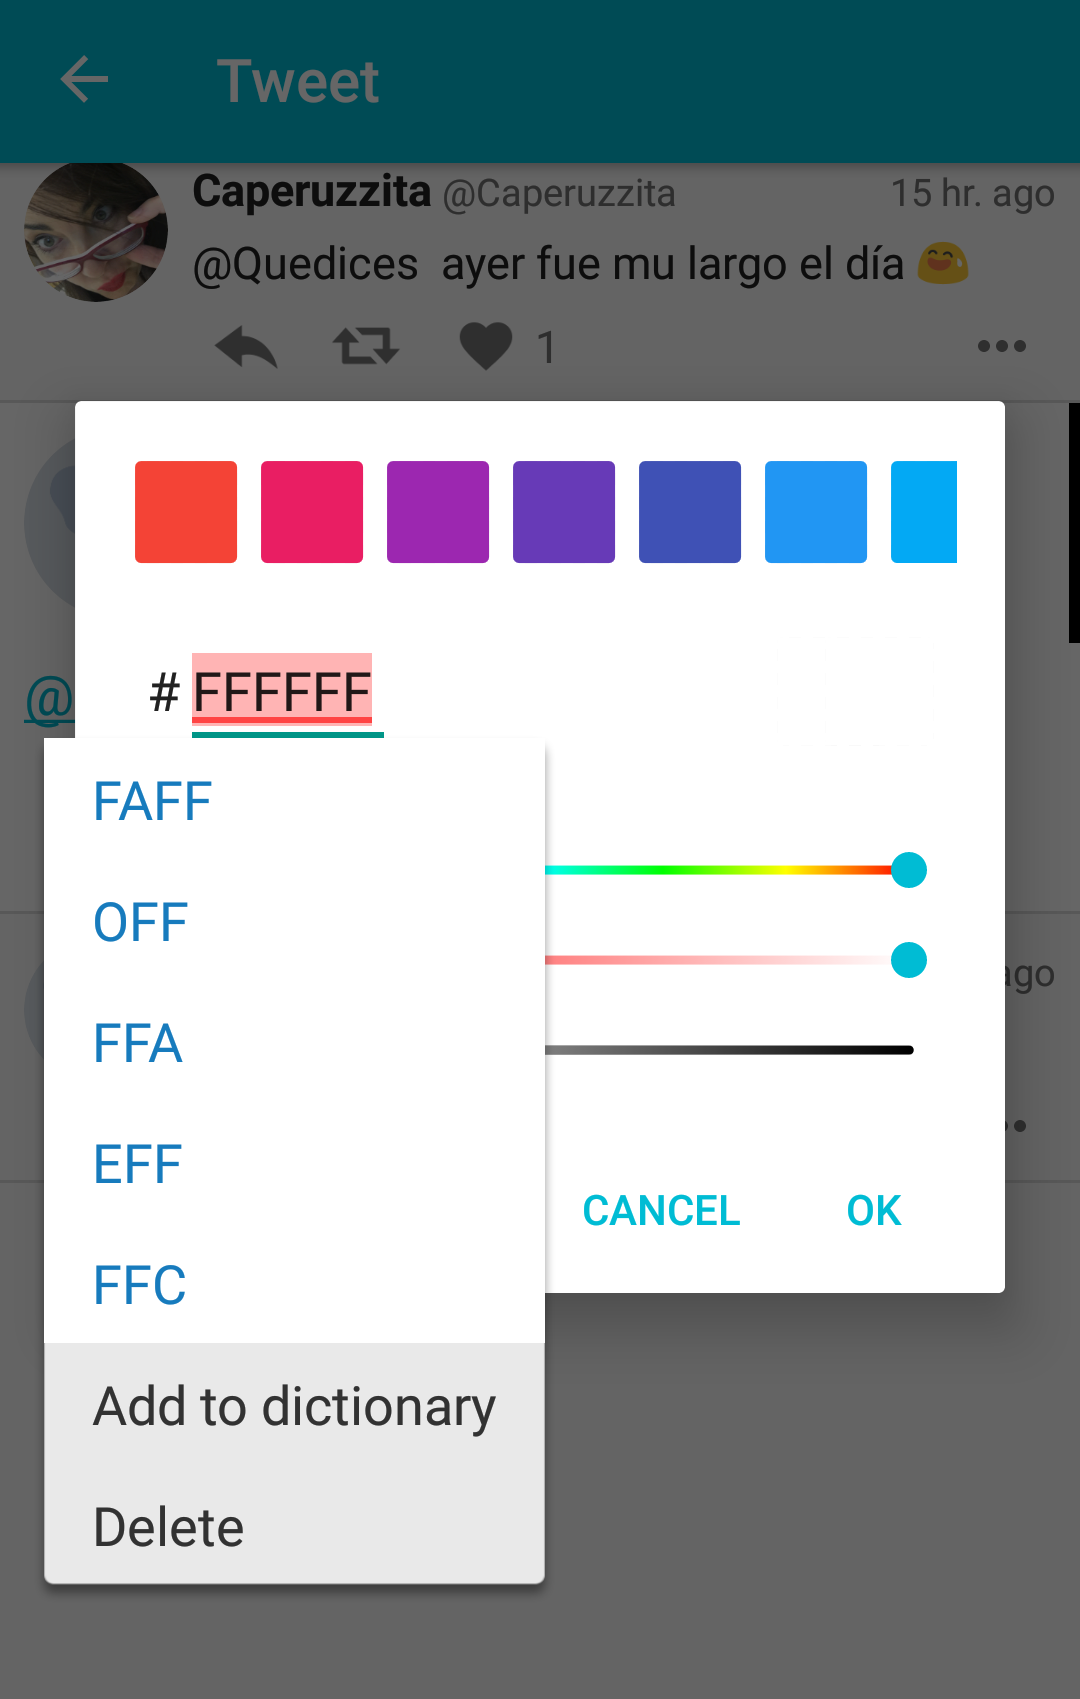 Tweet
Caperuzzita @Caperuzzita 15 hr. ago
@Quedices ayer fue mu largo el día 😅
1
# FFFFFF
@
FAFF
OFF
FFA
ago
EFF
CANCEL OK
FFC
Add to dictionary
Delete